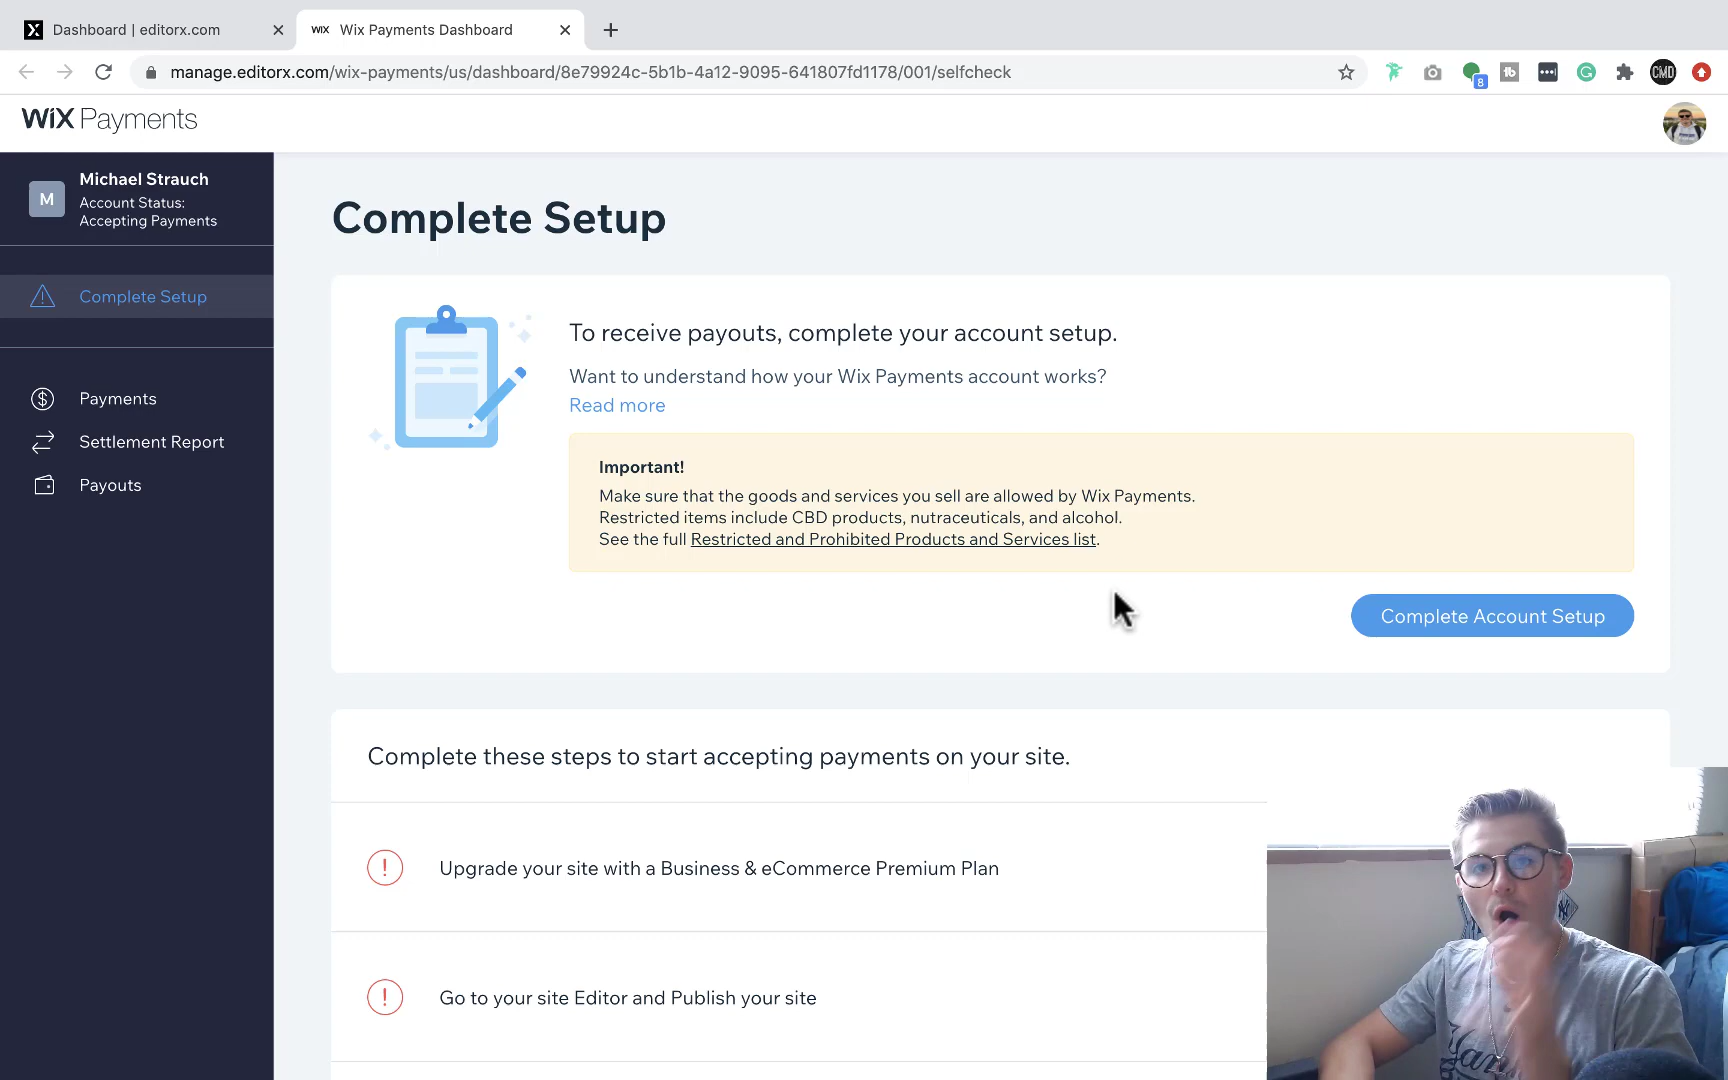 Dashboard | editorx.com
WIX Wix Payments Dashboard
manage.editorx.com/wix-payments/us/dashboard/8e79924c-5b1b-4a12-9095-641807fd1178/001/selfcheck
8
tb
G
CMD
WiX Payments
M
Michael Strauch
Account Status:
Accepting Payments
Complete Setup
Payments
Settlement Report
Payouts
Complete Setup
To receive payouts, complete your account setup.
Want to understand how your Wix Payments account works?
Read more
Important!
Make sure that the goods and services you sell are allowed by Wix Payments.
Restricted items include CBD products, nutraceuticals, and alcohol.
See the full Restricted and Prohibited Products and Services list.
Complete Account Setup
Complete these steps to start accepting payments on your site.
Upgrade your site with a Business & eCommerce Premium Plan
Go to your site Editor and Publish your site